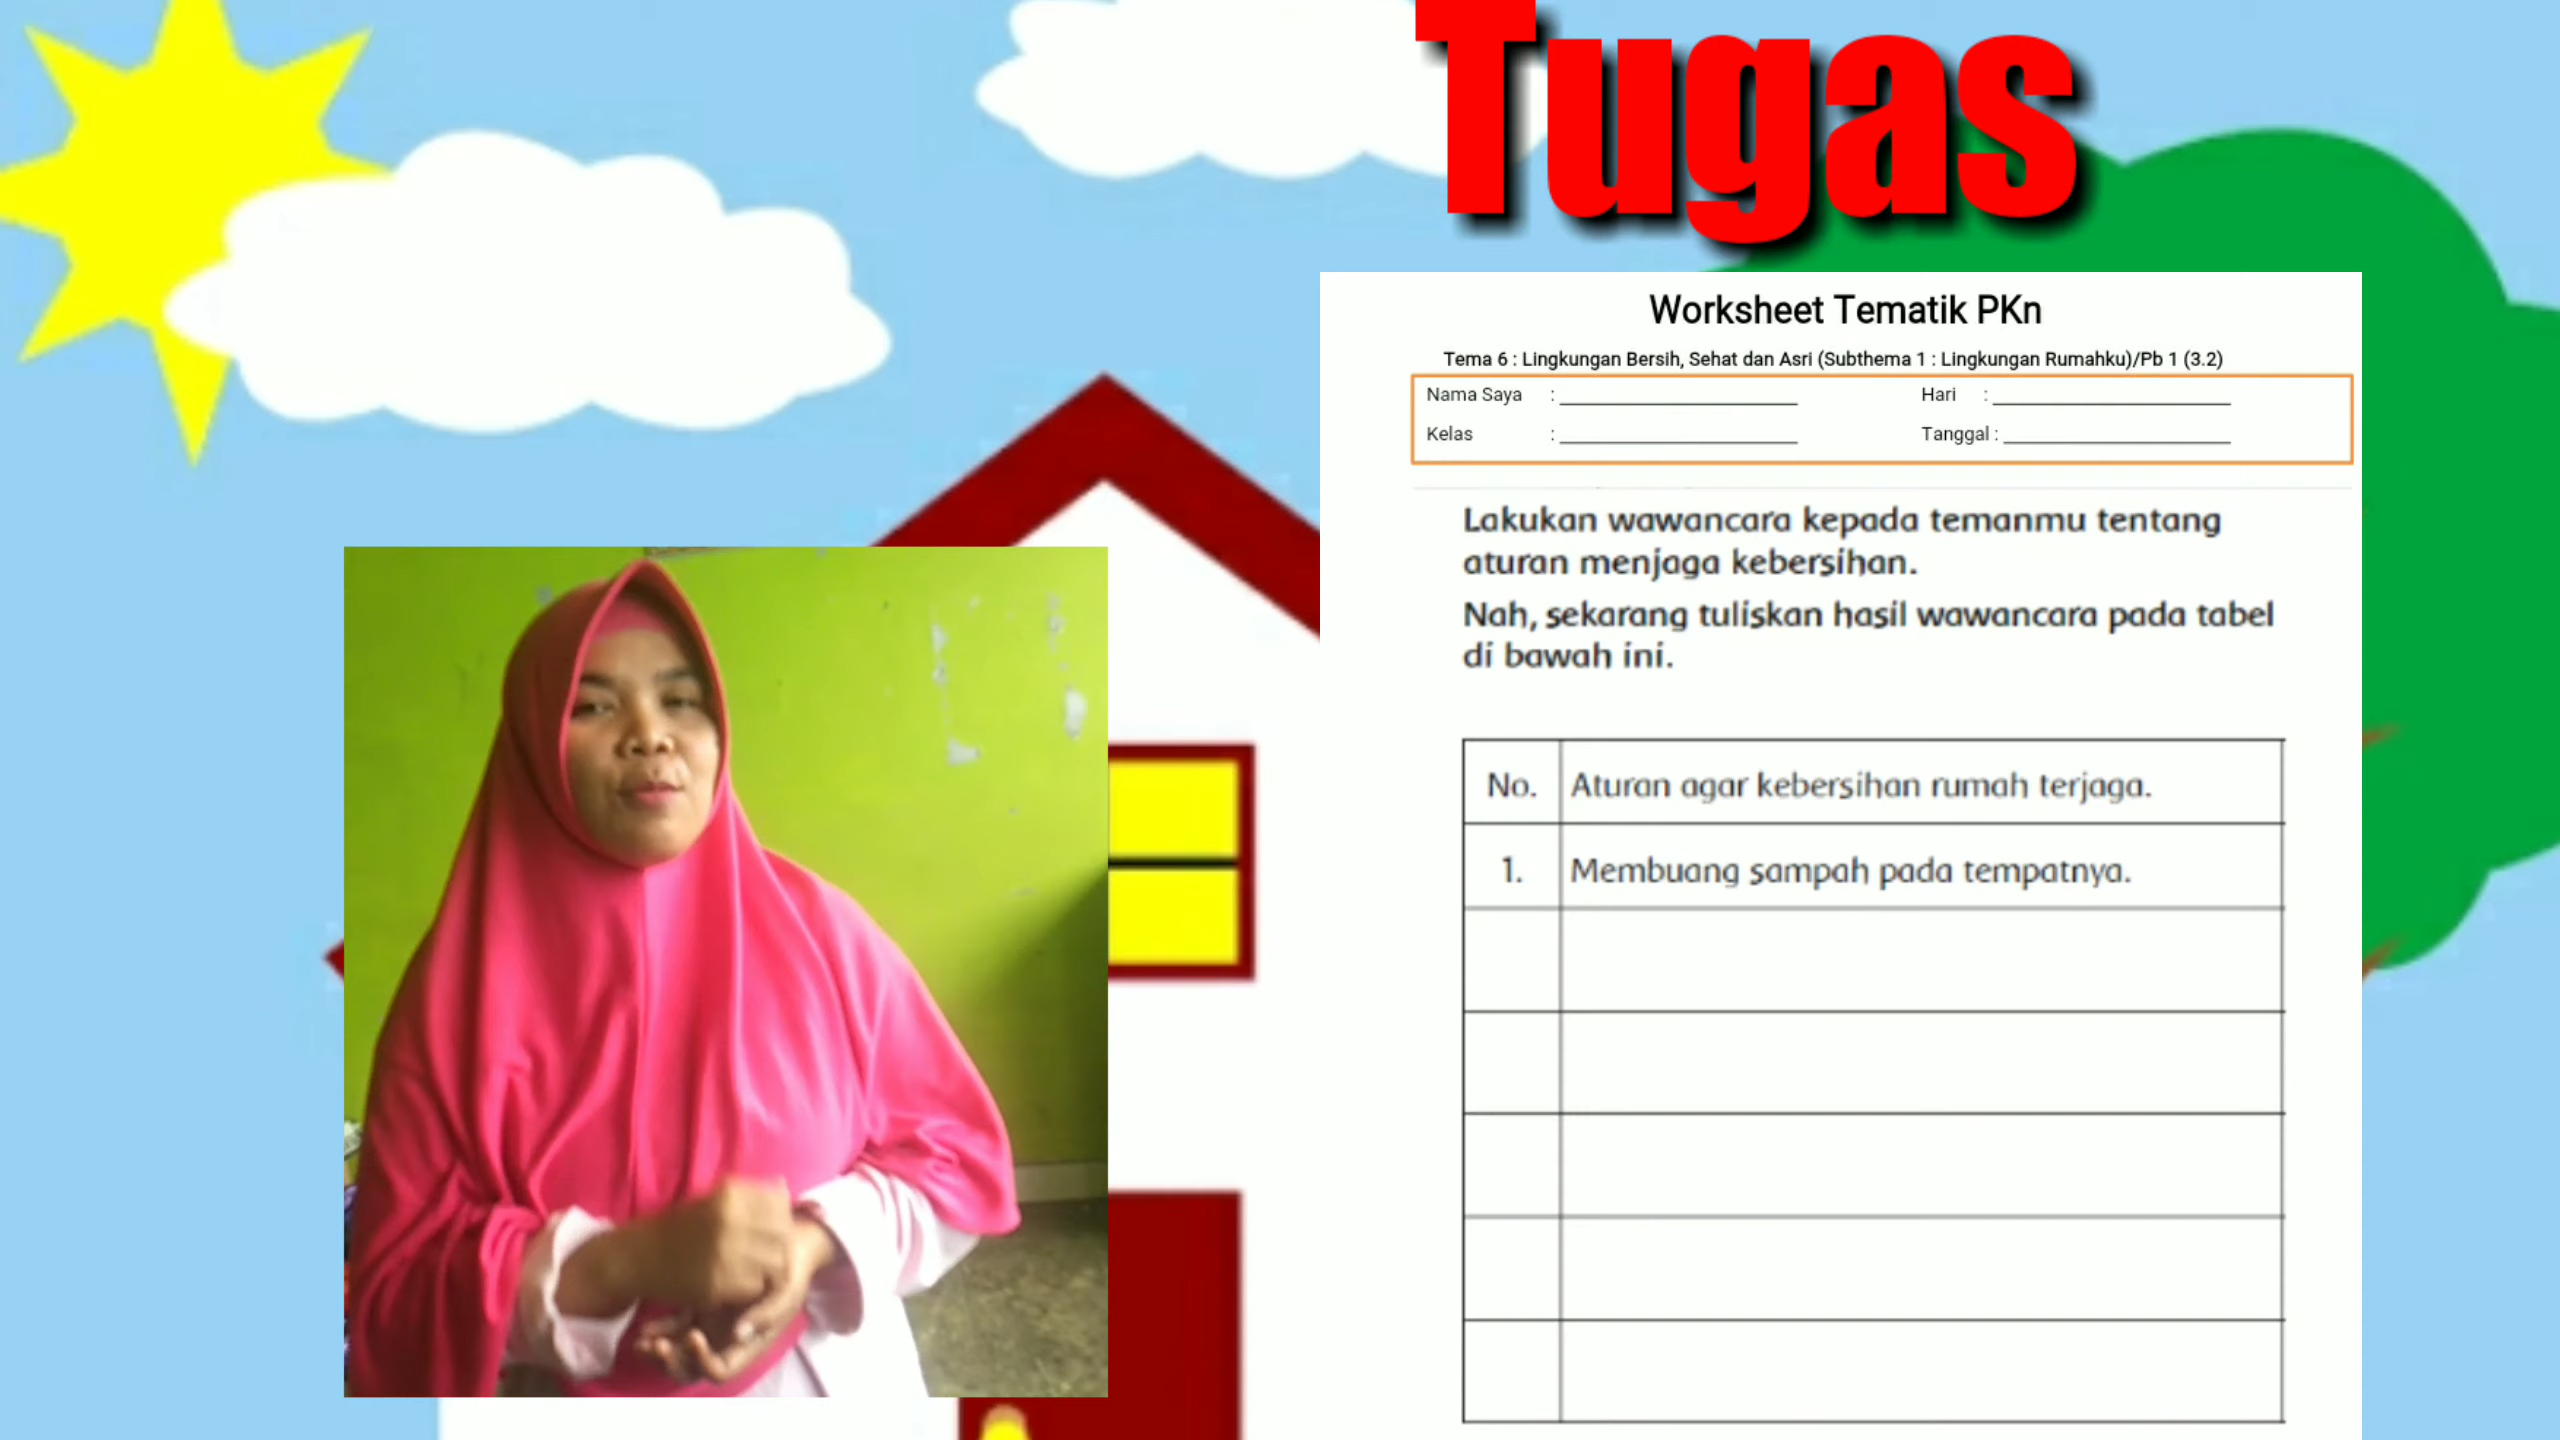 Tugas
Worksheet Tematik PKn
Tema 6 : Lingkungan Bersih, Sehat dan Asri (Subthema 1 : Lingkungan Rumahku)/Pb 1 (3.2)
Nama Saya : Hari :
Kelas : Tanggal :
Lakukan wawancara kepada temanmu tentang
aturan menjaga kebersihan.
Nah, sekarang tuliskan hasil wawancara pada tabel
di bawah ini.
No. Aturan agar kebersihan rumah terjaga.
1. Membuang sampah pada tempatnya.